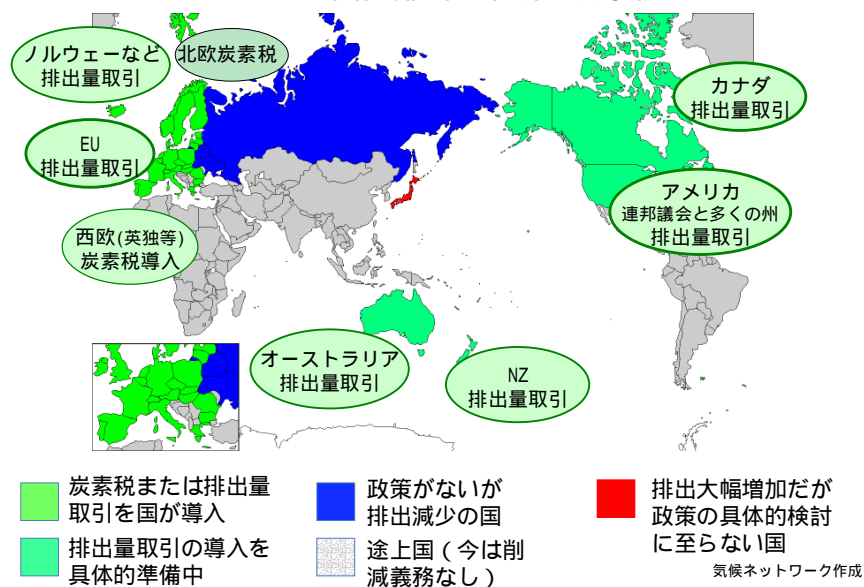 ノルウェーなど
排出量取引
北欧炭素税
カナダ
排出量取引
EU
排出量取引
アメリカ
連邦議会と多くの州
排出量取引
西欧(英独等)
炭素税導入
オーストラリア
排出量取引
NZ
排出量取引
炭素税または排出量
取引を国が導入
政策がないが
排出減少の国
排出大幅増加だが
政策の具体的検討
に至らない国
排出量取引の導入を
具体的準備中
途上国(今は削
減義務なし)
気候ネットワーク作成